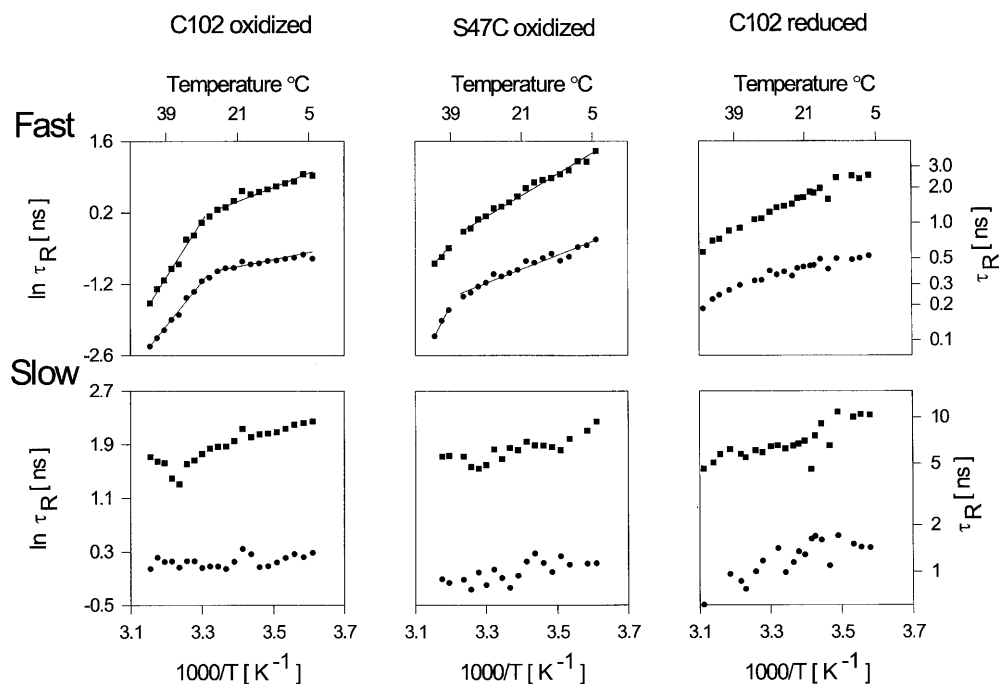 C102 oxidized S47C oxidized C102 reduced
Temperature °C Temperature °C Temperature °C
39 21 5 39 21 5 39 21 5
Fast
1.6
0.2
-1.2
-2.6
ln τR [ ns]
3.0
2.0
1.0
0.5
0.3
0.2
0.1
τR [ ns]
Slow
2.7
1.9
1.1
0.3
-0.5
ln τR [ ns]
10
5
2
1
τR [ ns]
3.1 3.3 3.5 3.7 3.1 3.3 3.5 3.7 3.1 3.3 3.5 3.7
1000/T [ K-1] 1000/T [ K-1] 1000/T [ K-1]